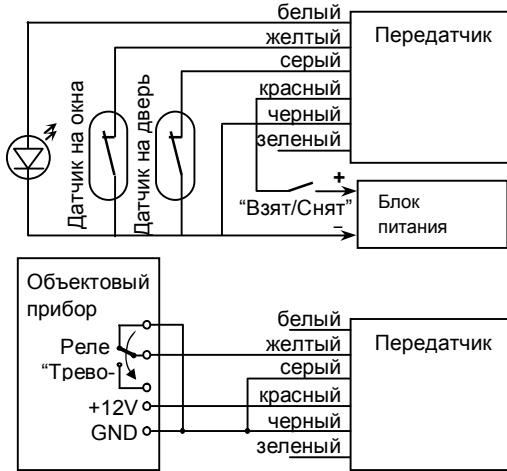 белый
желтый
серый
красный
черный
зеленый
Передатчик
Датчик на окна
Датчик на дверь
"Взят/Снят"
+
–
Блок
питания
Объектовый
прибор
Реле
"Трево-
+12V
GND
белый
желтый
серый
красный
черный
зеленый
Передатчик